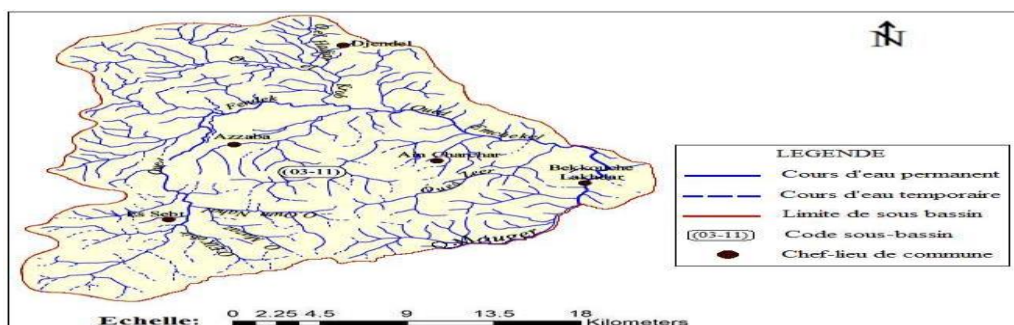 N
Djendel
Fendek
Oued
Emchekel
Azzaba
Ain Charchar
(03-11)
Bekkouche
Lakhdar
Es Sebt
LEGENDE
Cours d'eau permanent
Cours d'eau temporaire
Limite de sous bassin
(03-11) Code sous-bassin
Chef-lieu de commune
Echelle: 0 2.25 4.5 9 13.5 18
Kilometers